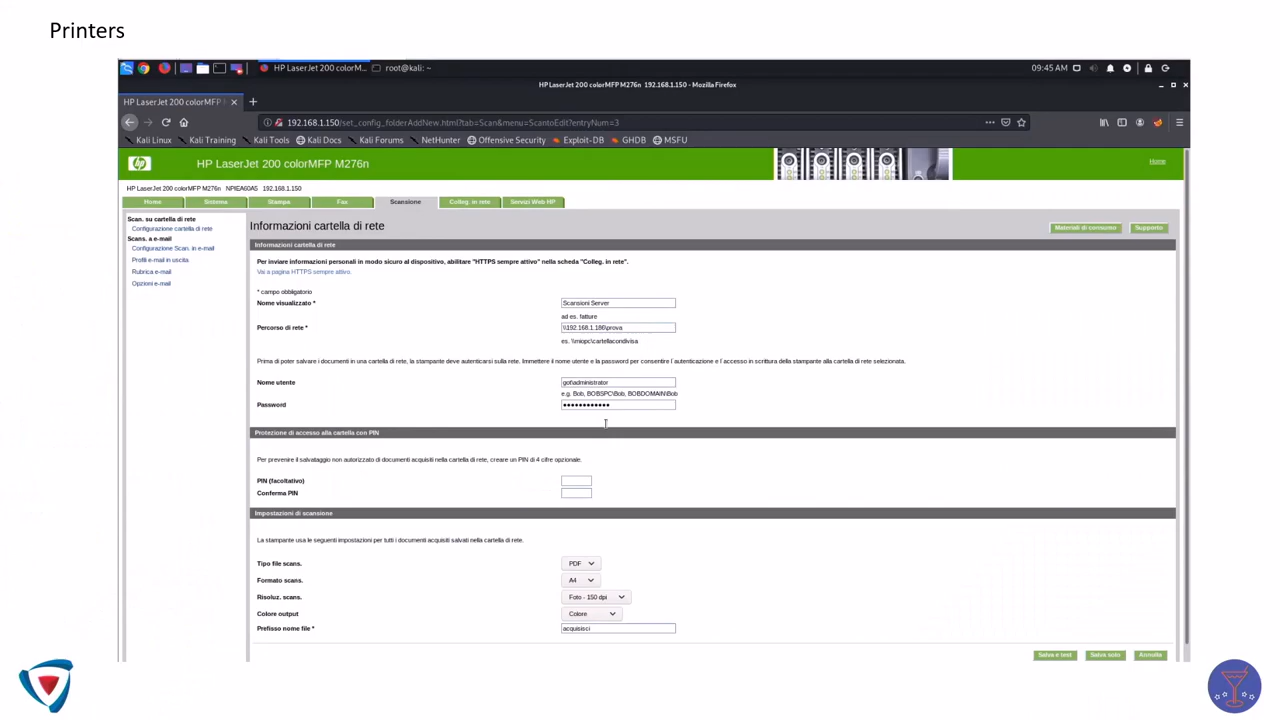 Printers
HP LaserJet 200 colorM... root@kali: ~ 09:45 AM
HP LaserJet 200 colorMFP M276n 192.168.1.150 - Mozilla Firefox
HP LaserJet 200 colorMFP M
192.168.1.150/set_config_folderAddNew.html?tab=Scan&menu=ScantoEdit?entryNum=3
Kali Linux Kali Training Kali Tools Kali Docs Kali Forums NetHunter Offensive Security Exploit-DB GHDB MSFU
HP LaserJet 200 colorMFP M276n Home
HP LaserJet 200 colorMFP M276n NPIEA60A5 192.168.1.150
Home Sistema Stampa Fax Scansione Colleg. in rete Servizi Web HP
Scan. su cartella di rete
Configurazione cartella di rete
Scans. a e-mail
Configurazione Scan. in e-mail
Profili e-mail in uscita
Rubrica e-mail
Opzioni e-mail
Informazioni cartella di rete Materiali di consumo Supporto
Informazioni cartella di rete
Per inviare informazioni personali in modo sicuro al dispositivo, abilitare "HTTPS sempre attivo" nella scheda "Colleg. in rete".
Vai a pagina HTTPS sempre attivo.
* campo obbligatorio
Nome visualizzato * Scansioni Server
ad es. fatture
Percorso di rete * \\192.168.1.186\prova
es. \\miopc\cartellacondivisa
Prima di poter salvare i documenti in una cartella di rete, la stampante deve autenticarsi sulla rete. Immettere il nome utente e la password per consentire l'autenticazione e l'accesso in scrittura della stampante alla cartella di rete selezionata.
Nome utente got\administrator
e.g. Bob, BOBSPC\Bob, BOBDOMAIN\Bob
Password ••••••••••••
Protezione di accesso alla cartella con PIN
Per prevenire il salvataggio non autorizzato di documenti acquisiti nella cartella di rete, creare un PIN di 4 cifre opzionale.
PIN (facoltativo)
Conferma PIN
Impostazioni di scansione
La stampante usa le seguenti impostazioni per tutti i documenti acquisiti salvati nella cartella di rete.
Tipo file scans. PDF
Formato scans. A4
Risoluz. scans. Foto - 150 dpi
Colore output Colore
Prefisso nome file * acquisisci
Salva e test Salva solo Annulla